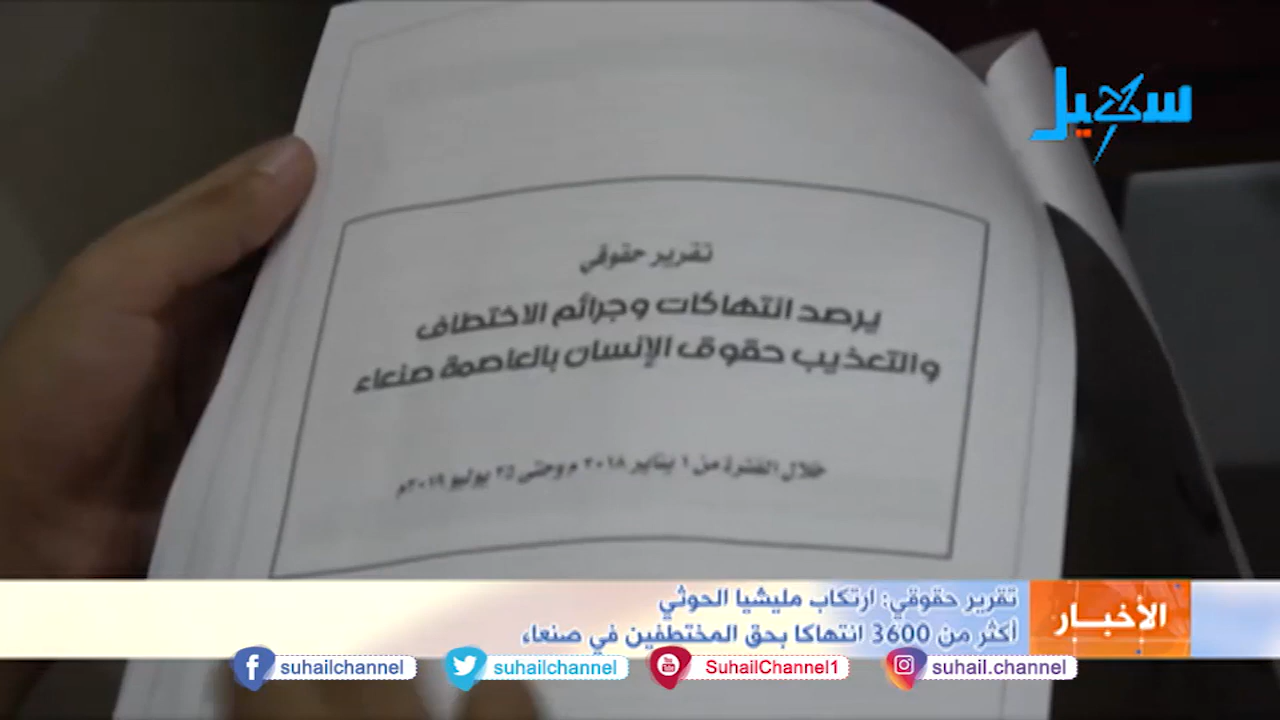 سهيل
تقرير حقوقي
يرصد انتهاكات وجرائم الاختطاف
والتعذيب حقوق الإنسان بالعاصمة صنعاء
خلال الفترة من ١ يناير ٢٠١٨ م وحتى ٢٥ يوليو ٢٠١٩م
الأخبار
تقرير حقوقي: ارتكاب مليشيا الحوثي
أكثر من 3600 انتهاكا بحق المختطفين في صنعاء
suhailchannel
suhailchannel
SuhailChannel1
suhail.channel